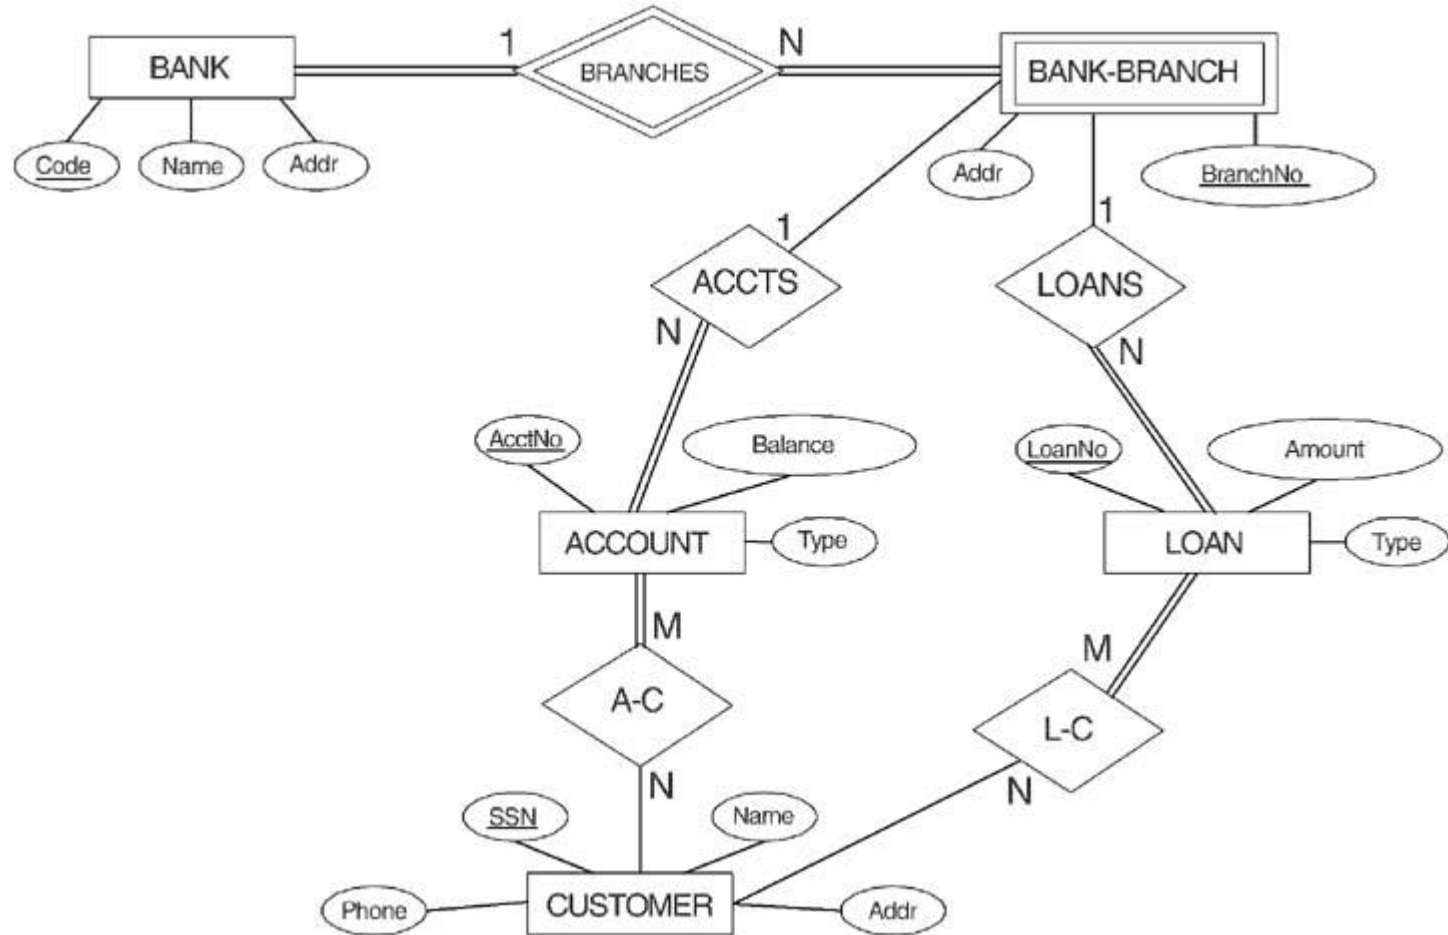 1
N
BANK
BRANCHES
BANK-BRANCH
Code
Name
Addr
Addr
BranchNo
1
1
ACCTS
LOANS
N
N
AcctNo
Balance
LoanNo
Amount
ACCOUNT
Type
LOAN
Type
M
M
A-C
L-C
N
N
SSN
Name
Phone
CUSTOMER
Addr